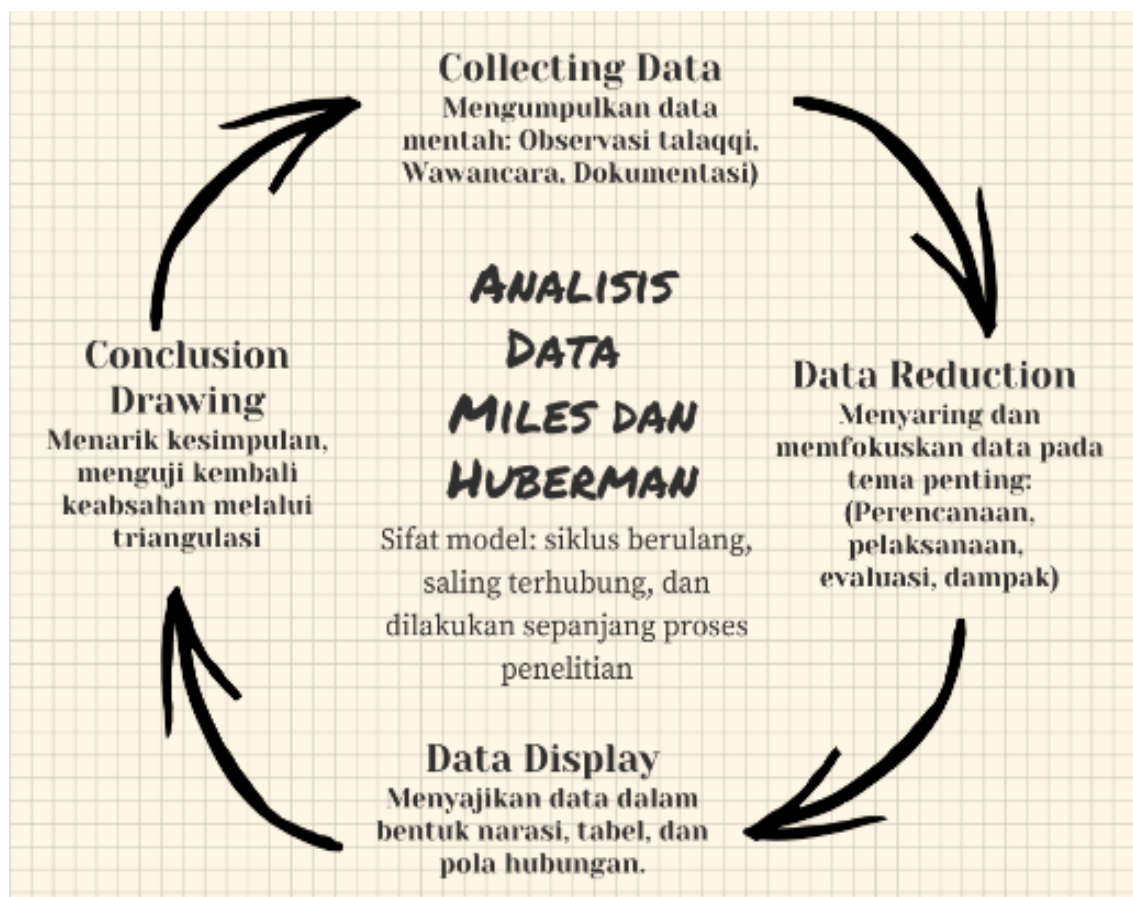 Collecting Data
Mengumpulkan data
mentah: Observasi talaqqi,
Wawancara, Dokumentasi)
ANALISIS
DATA
MILES DAN
HUBERMAN
Sifat model: siklus berulang,
saling terhubung, dan
dilakukan sepanjang proses
penelitian
Data Reduction
Menyaring dan
memfokuskan data pada
tema penting:
(Perencanaan,
pelaksanaan,
evaluasi, dampak)
Data Display
Menyajikan data dalam
bentuk narasi, tabel, dan
pola hubungan.
Conclusion
Drawing
Menarik kesimpulan,
menguji kembali
keabsahan melalui
triangulasi